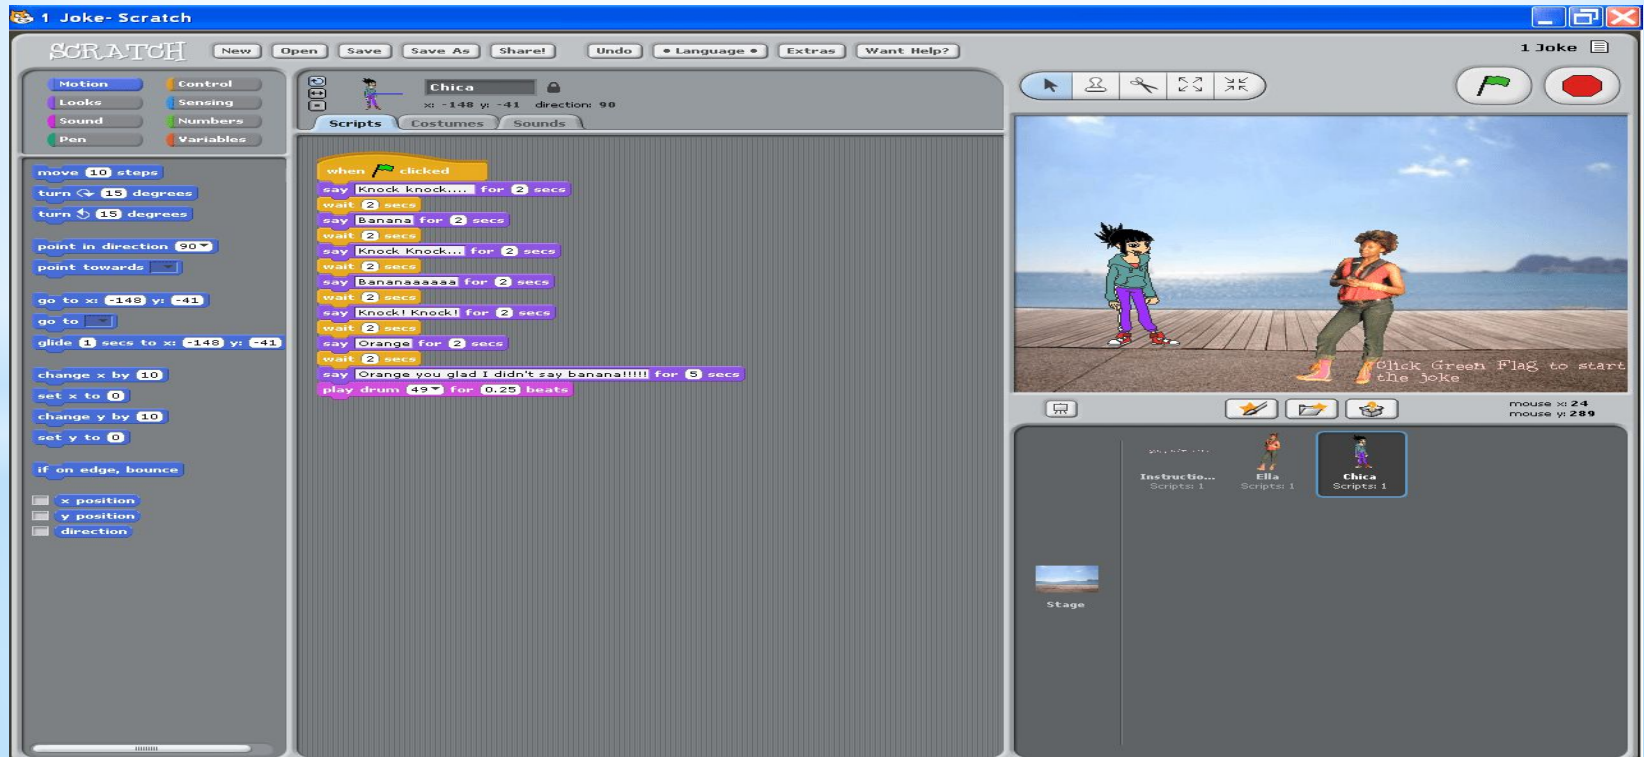 1 Joke- Scratch
SCRATCH New Open Save Save As Share! Undo • Language • Extras Want Help? 1 Joke
Motion Control
Looks Sensing
Sound Numbers
Pen Variables
move 10 steps
turn 15 degrees
turn 15 degrees
point in direction 90
point towards
go to x: -148 y: -41
go to
glide 1 secs to x: -148 y: -41
change x by 10
set x to 0
change y by 10
set y to 0
if on edge, bounce
x position
y position
direction
Chica
x: -148 y: -41 direction: 90
Scripts Costumes Sounds
when clicked
say Knock knock.... for 2 secs
wait 2 secs
say Banana for 2 secs
wait 2 secs
say Knock Knock... for 2 secs
wait 2 secs
say Bananaaaaaa for 2 secs
wait 2 secs
say Knock! Knock! for 2 secs
wait 2 secs
say Orange for 2 secs
wait 2 secs
say Orange you glad I didn't say banana!!!!! for 5 secs
play drum 49 for 0.25 beats
Click Green Flag to start
the joke
mouse x: 24
mouse y: 289
Instructio... Ella Chica
Scripts: 1 Scripts: 1 Scripts: 1
Stage